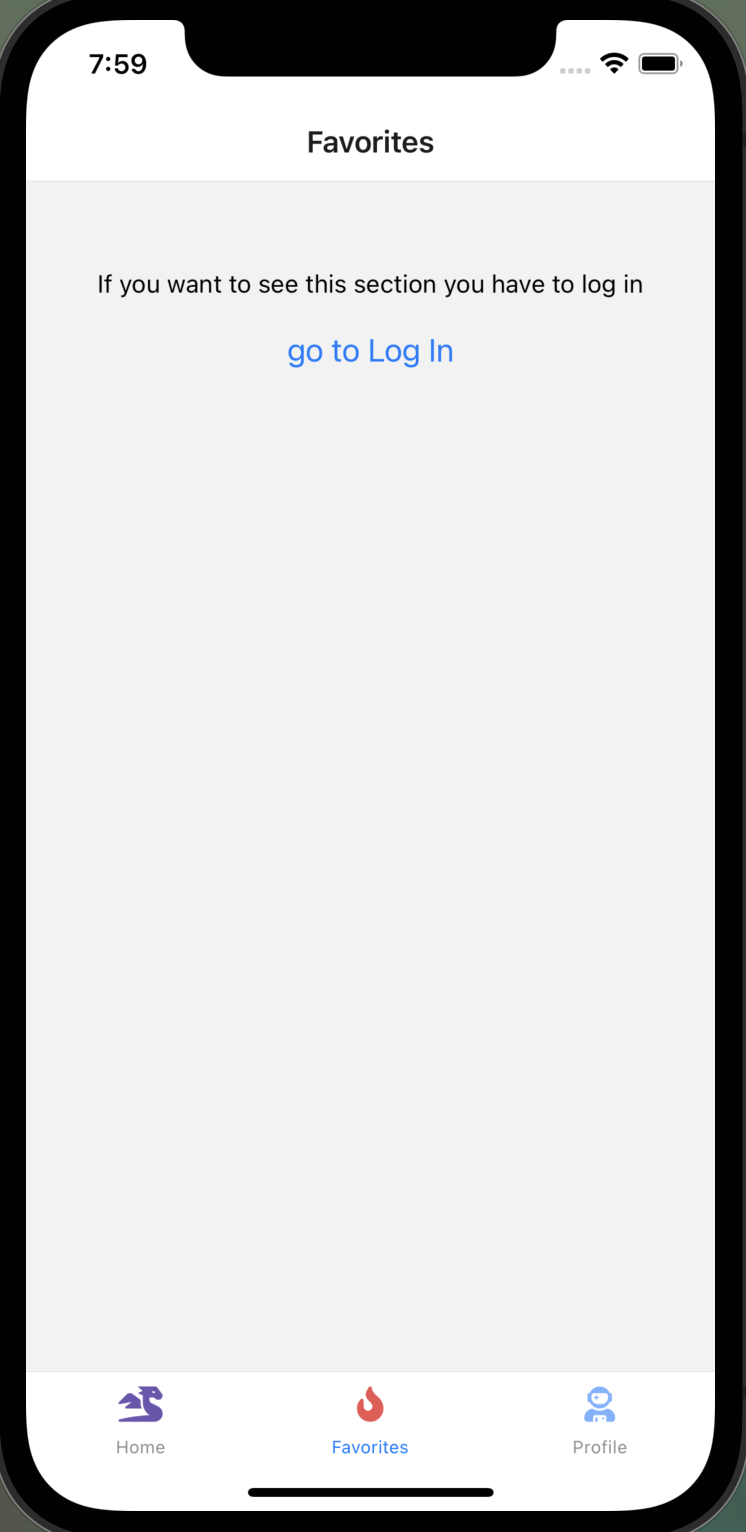 7:59
Favorites
If you want to see this section you have to log in
go to Log In
Home
Favorites
Profile